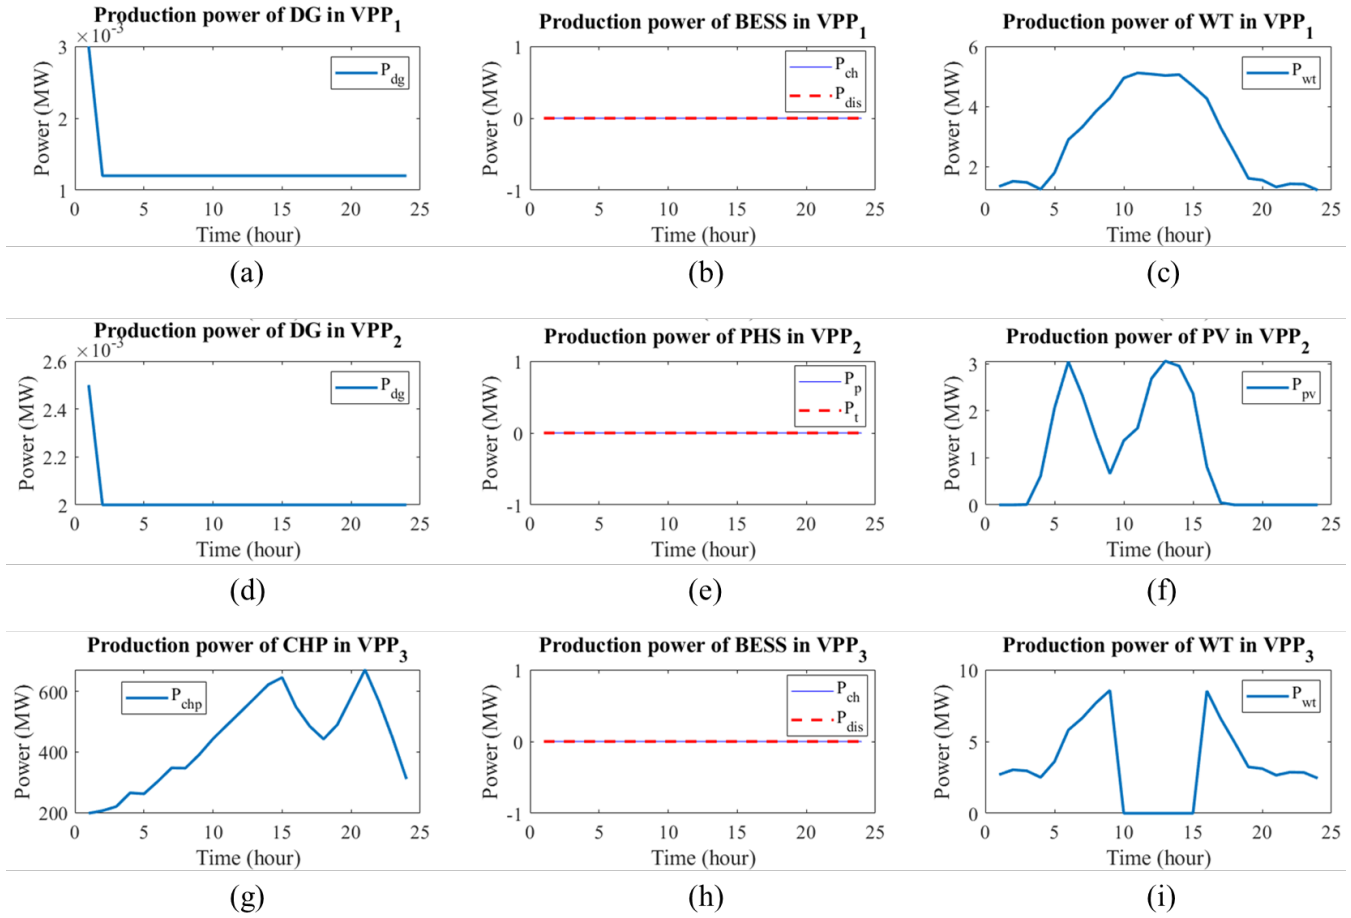 Production power of DG in VPP1
×10-3
3
2
1
Power (MW)
Pdg
0 5 10 15 20 25
Time (hour)
(a)
Production power of BESS in VPP1
1
0
-1
Power (MW)
Pch
Pdis
0 5 10 15 20 25
Time (hour)
(b)
Production power of WT in VPP1
6
4
2
Power (MW)
Pwt
0 5 10 15 20 25
Time (hour)
(c)
Production power of DG in VPP2
×10-3
2.6
2.4
2.2
2
Power (MW)
Pdg
0 5 10 15 20 25
Time (hour)
(d)
Production power of PHS in VPP2
1
0
-1
Power (MW)
Pp
Pt
0 5 10 15 20 25
Time (hour)
(e)
Production power of PV in VPP2
3
2
1
0
Power (MW)
Ppv
0 5 10 15 20 25
Time (hour)
(f)
Production power of CHP in VPP3
600
400
200
Power (MW)
Pchp
0 5 10 15 20 25
Time (hour)
(g)
Production power of BESS in VPP3
1
0
-1
Power (MW)
Pch
Pdis
0 5 10 15 20 25
Time (hour)
(h)
Production power of WT in VPP3
10
5
0
Power (MW)
Pwt
0 5 10 15 20 25
Time (hour)
(i)